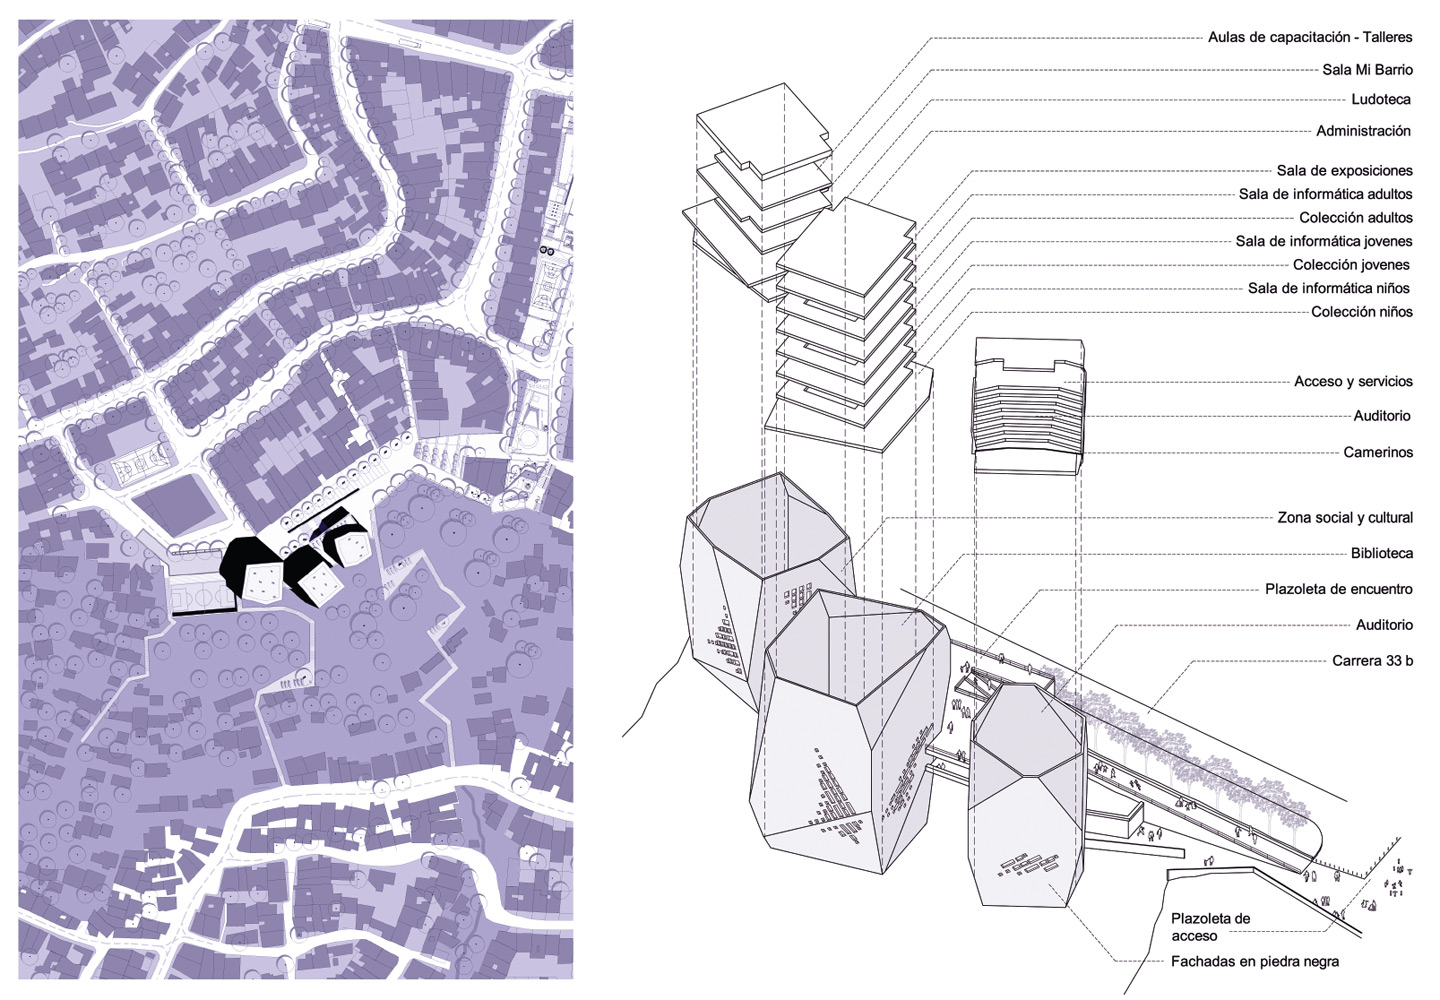 Aulas de capacitación - Talleres
Sala Mi Barrio
Ludoteca
Administración
Sala de exposiciones
Sala de informática adultos
Colección adultos
Sala de informática jovenes
Colección jovenes
Sala de informática niños
Colección niños
Acceso y servicios
Auditorio
Camerinos
Zona social y cultural
Biblioteca
Plazoleta de encuentro
Auditorio
Carrera 33 b
Plazoleta de
acceso
Fachadas en piedra negra